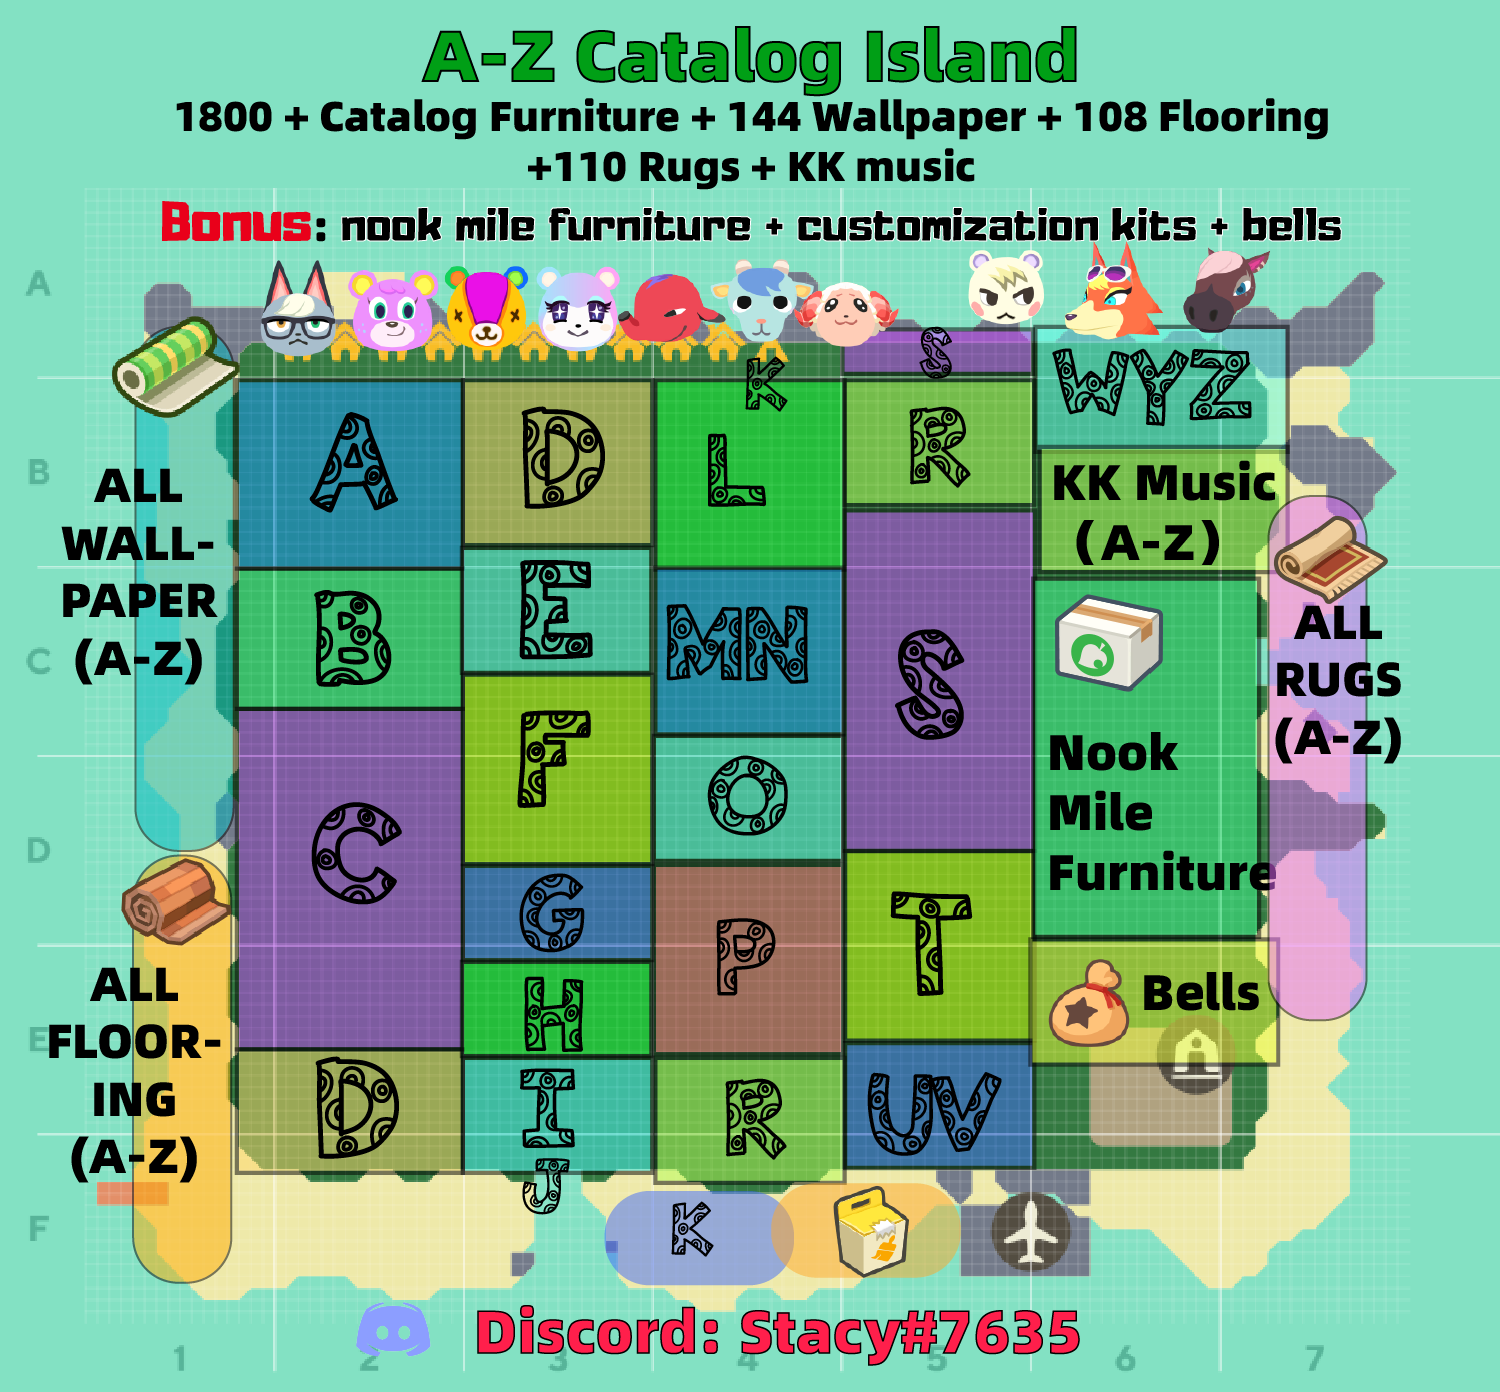 A-Z Catalog Island
1800 + Catalog Furniture + 144 Wallpaper + 108 Flooring
+110 Rugs + KK music
Bonus: nook mile furniture + customization kits + bells
A
B
C
D
E
F
ALL
WALL-
PAPER
(A-Z)
ALL
FLOOR-
ING
(A-Z)
A
B
C
D
D
E
F
G
H
I
J
K
L
MN
O
P
R
K
S
R
S
T
UV
WYZ
KK Music
(A-Z)
Nook
Mile
Furniture
Bells
ALL
RUGS
(A-Z)
Discord: Stacy#7635
1 2 3 4 5 6 7